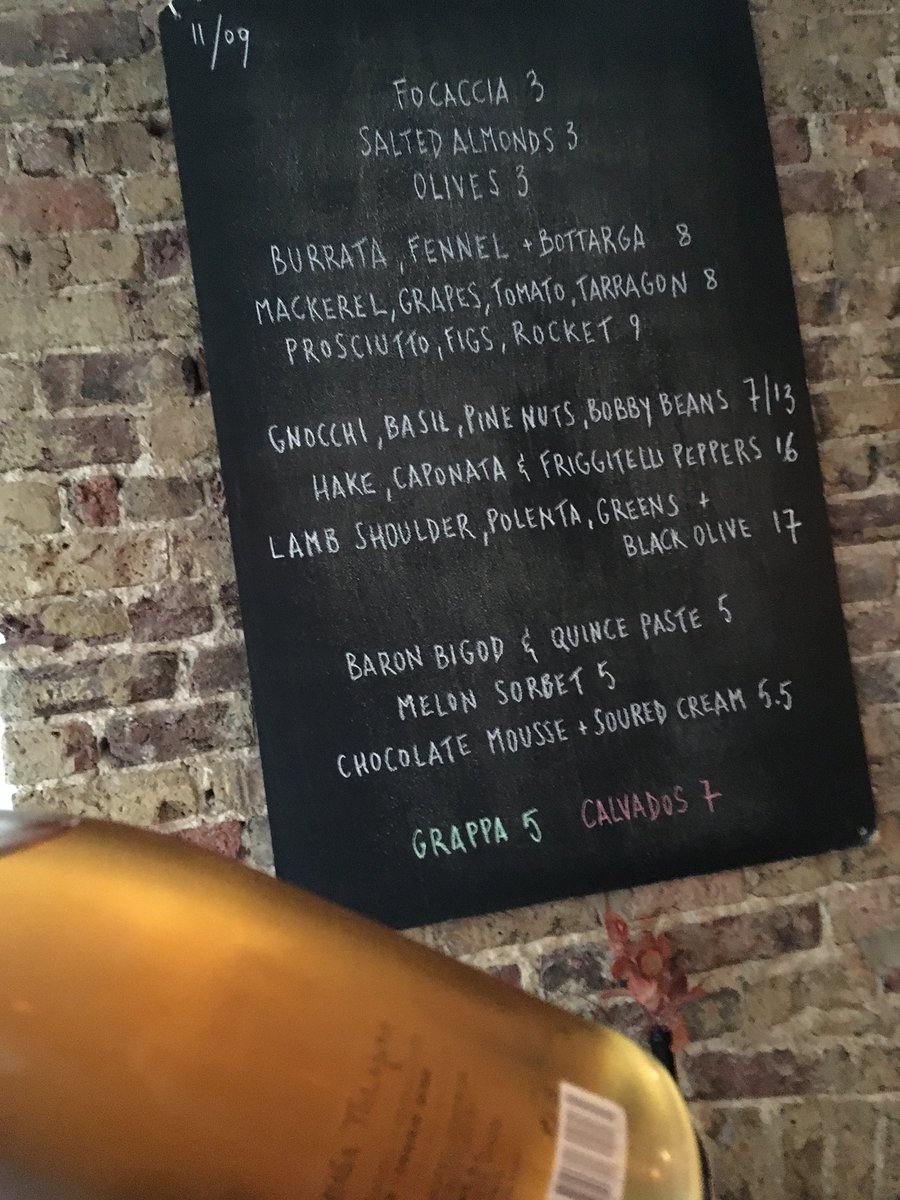 11/09
FOCACCIA 3
SALTED ALMONDS 3
OLIVES 3
BURRATA, FENNEL + BOTTARGA 8
MACKEREL, GRAPES, TOMATO, TARRAGON 8
PROSCIUTTO, FIGS, ROCKET 9
GNOCCHI, BASIL, PINE NUTS, BOBBY BEANS 7/13
HAKE, CAPONATA & FRIGGITELLI PEPPERS 16
LAMB SHOULDER, POLENTA, GREENS +
BLACK OLIVE 17
BARON BIGOD & QUINCE PASTE 5
MELON SORBET 5
CHOCOLATE MOUSSE + SOURED CREAM 5.5
GRAPPA 5 CALVADOS 7